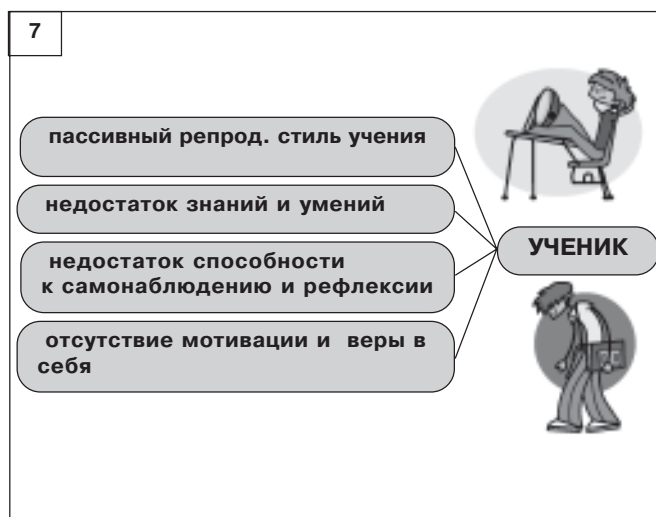 7
пассивный репрод. стиль учения
недостаток знаний и умений
недостаток способности
к самонаблюдению и рефлексии
отсутствие мотивации и веры в
себя
УЧЕНИК